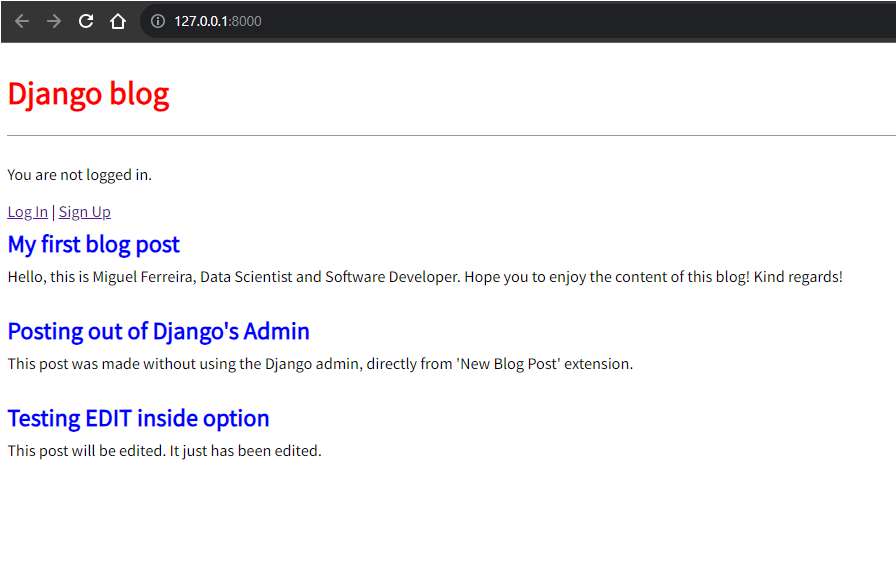 127.0.0.1:8000
Django blog
You are not logged in.
Log In | Sign Up
My first blog post
Hello, this is Miguel Ferreira, Data Scientist and Software Developer. Hope you to enjoy the content of this blog! Kind regards!
Posting out of Django's Admin
This post was made without using the Django admin, directly from 'New Blog Post' extension.
Testing EDIT inside option
This post will be edited. It just has been edited.